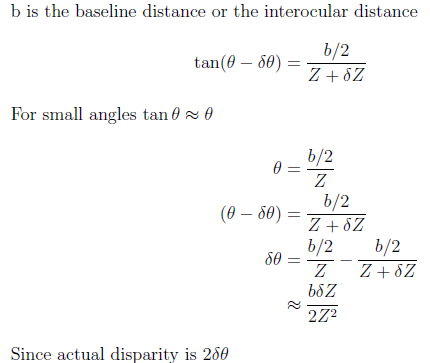 b is the baseline distance or the interocular distance
tan(θ − δθ) = b/2 / Z + δZ
For small angles tan θ ≈ θ
θ = b/2 / Z
(θ − δθ) = b/2 / Z + δZ
δθ = b/2 / Z − b/2 / Z + δZ
≈ bδZ / 2Z²
Since actual disparity is 2δθ